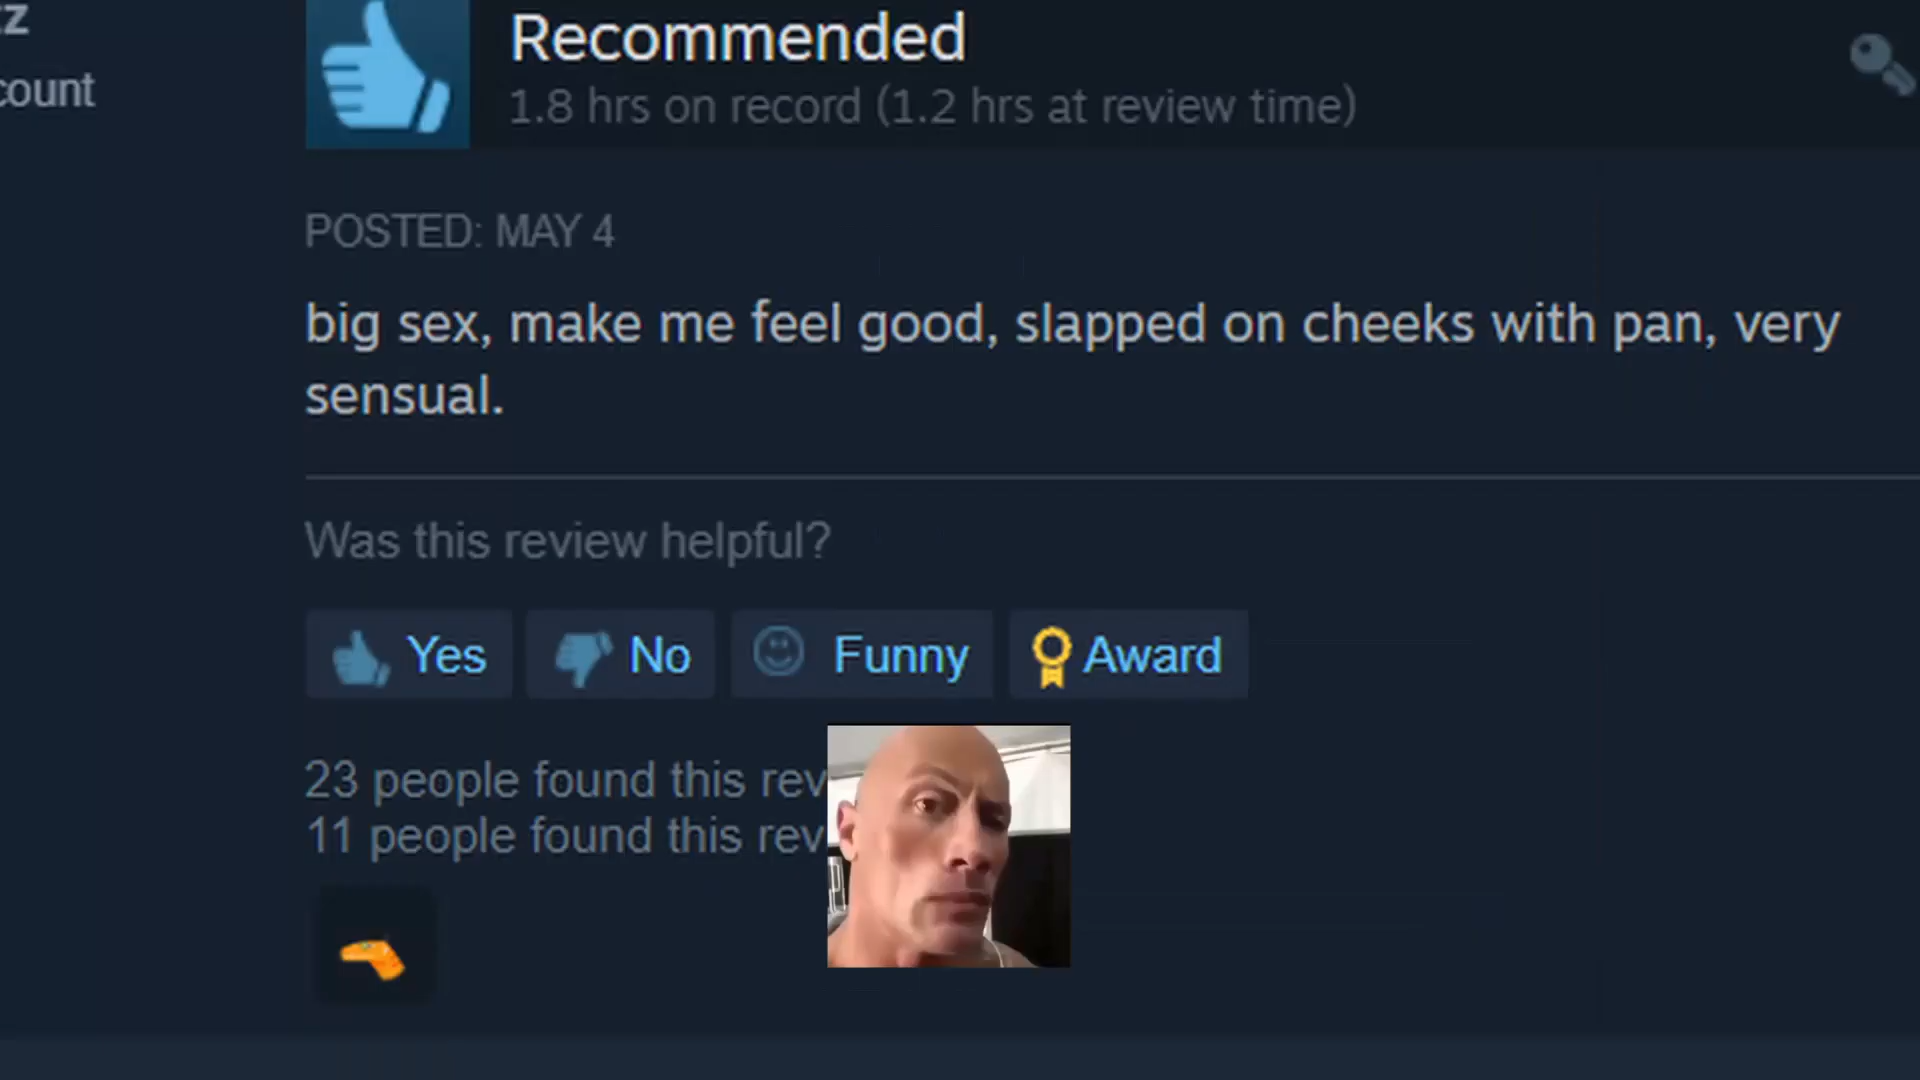 z
count
Recommended
1.8 hrs on record (1.2 hrs at review time)
POSTED: MAY 4
big sex, make me feel good, slapped on cheeks with pan, very
sensual.
Was this review helpful?
Yes
No
Funny
Award
23 people found this rev
11 people found this rev